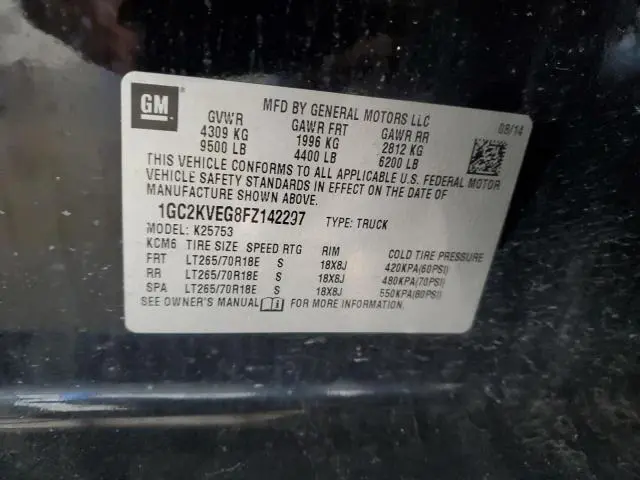 GM
MFD BY GENERAL MOTORS LLC
08/14
GVWR GAWR FRT GAWR RR
4309 KG 1996 KG 2812 KG
9500 LB 4400 LB 6200 LB
THIS VEHICLE CONFORMS TO ALL APPLICABLE U.S. FEDERAL MOTOR
VEHICLE SAFETY STANDARDS IN EFFECT ON THE DATE OF
MANUFACTURE SHOWN ABOVE.
1GC2KVEG8FZ142297 TYPE: TRUCK
MODEL: K25753
KCM6 TIRE SIZE SPEED RTG RIM COLD TIRE PRESSURE
FRT LT265/70R18E S 18X8J 420KPA(60PSI)
RR LT265/70R18E S 18X8J 480KPA(70PSI)
SPA LT265/70R18E S 18X8J 550KPA(80PSI)
SEE OWNER'S MANUAL FOR MORE INFORMATION.